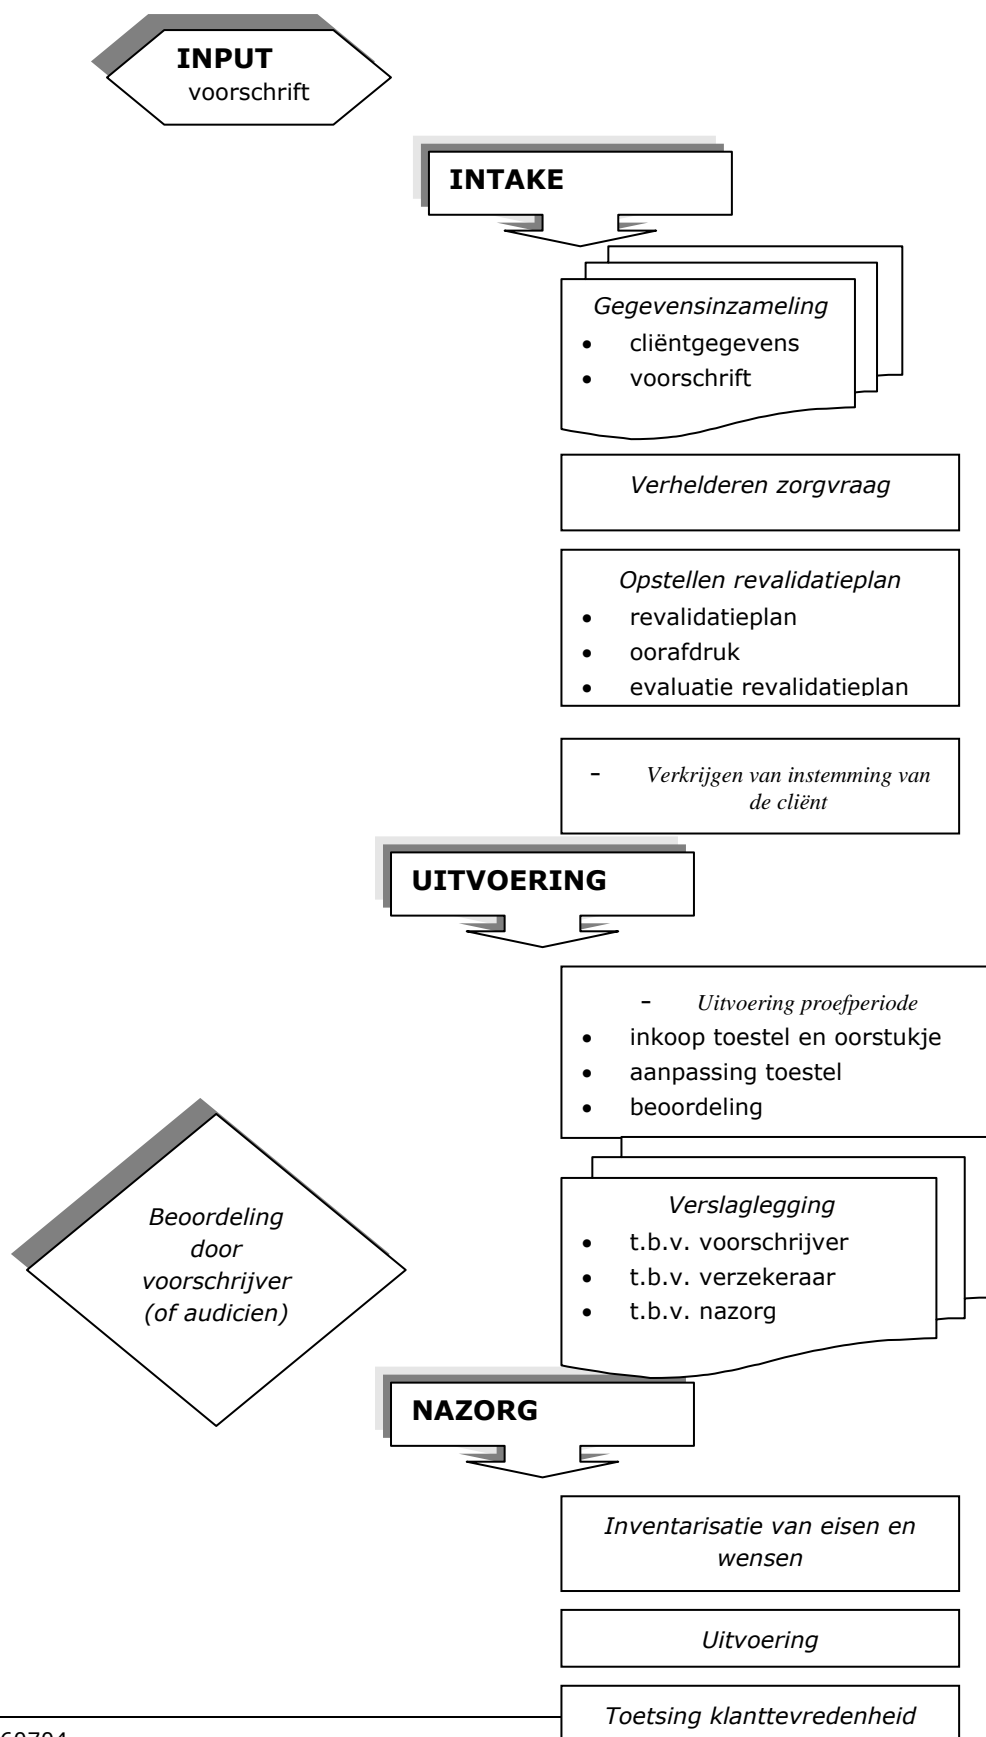 INPUT
voorschrift
INTAKE
Gegevensinzameling
• cliëntgegevens
• voorschrift
Verhelderen zorgvraag
Opstellen revalidatieplan
• revalidatieplan
• oorafdruk
• evaluatie revalidatieplan
- Verkrijgen van instemming van
de cliënt
UITVOERING
- Uitvoering proefperiode
• inkoop toestel en oorstukje
• aanpassing toestel
• beoordeling
Beoordeling
door
voorschrijver
(of audicien)
Verslaglegging
• t.b.v. voorschrijver
• t.b.v. verzekeraar
• t.b.v. nazorg
NAZORG
Inventarisatie van eisen en
wensen
Uitvoering
Toetsing klanttevredenheid